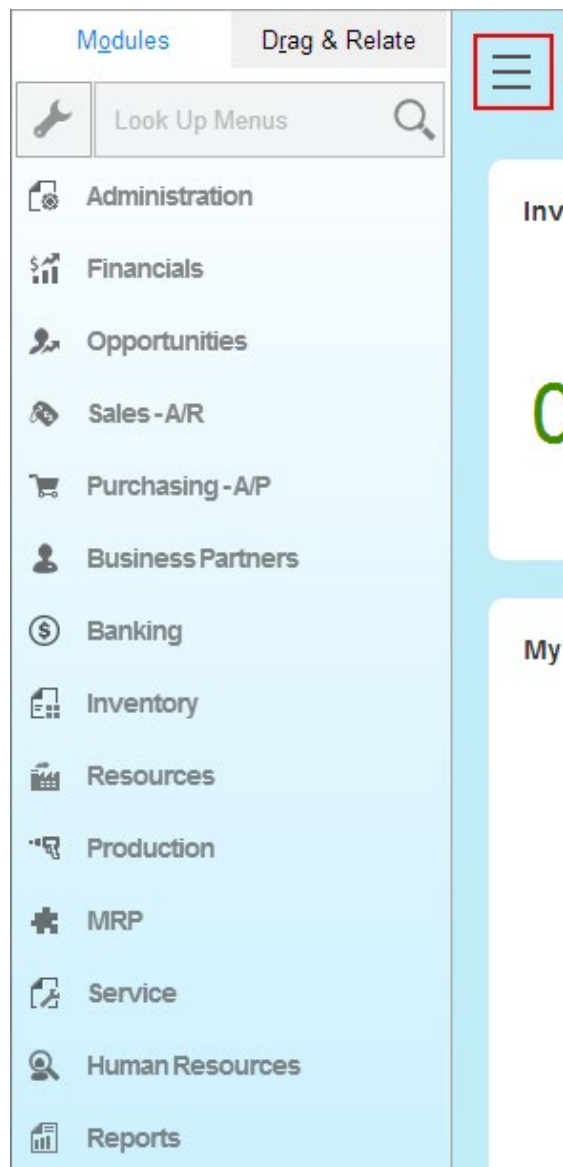 Modules
Drag & Relate
Look Up Menus
Administration
Inv
Financials
Opportunities
Sales - A/R
Purchasing - A/P
Business Partners
Banking
My
Inventory
Resources
Production
MRP
Service
Human Resources
Reports